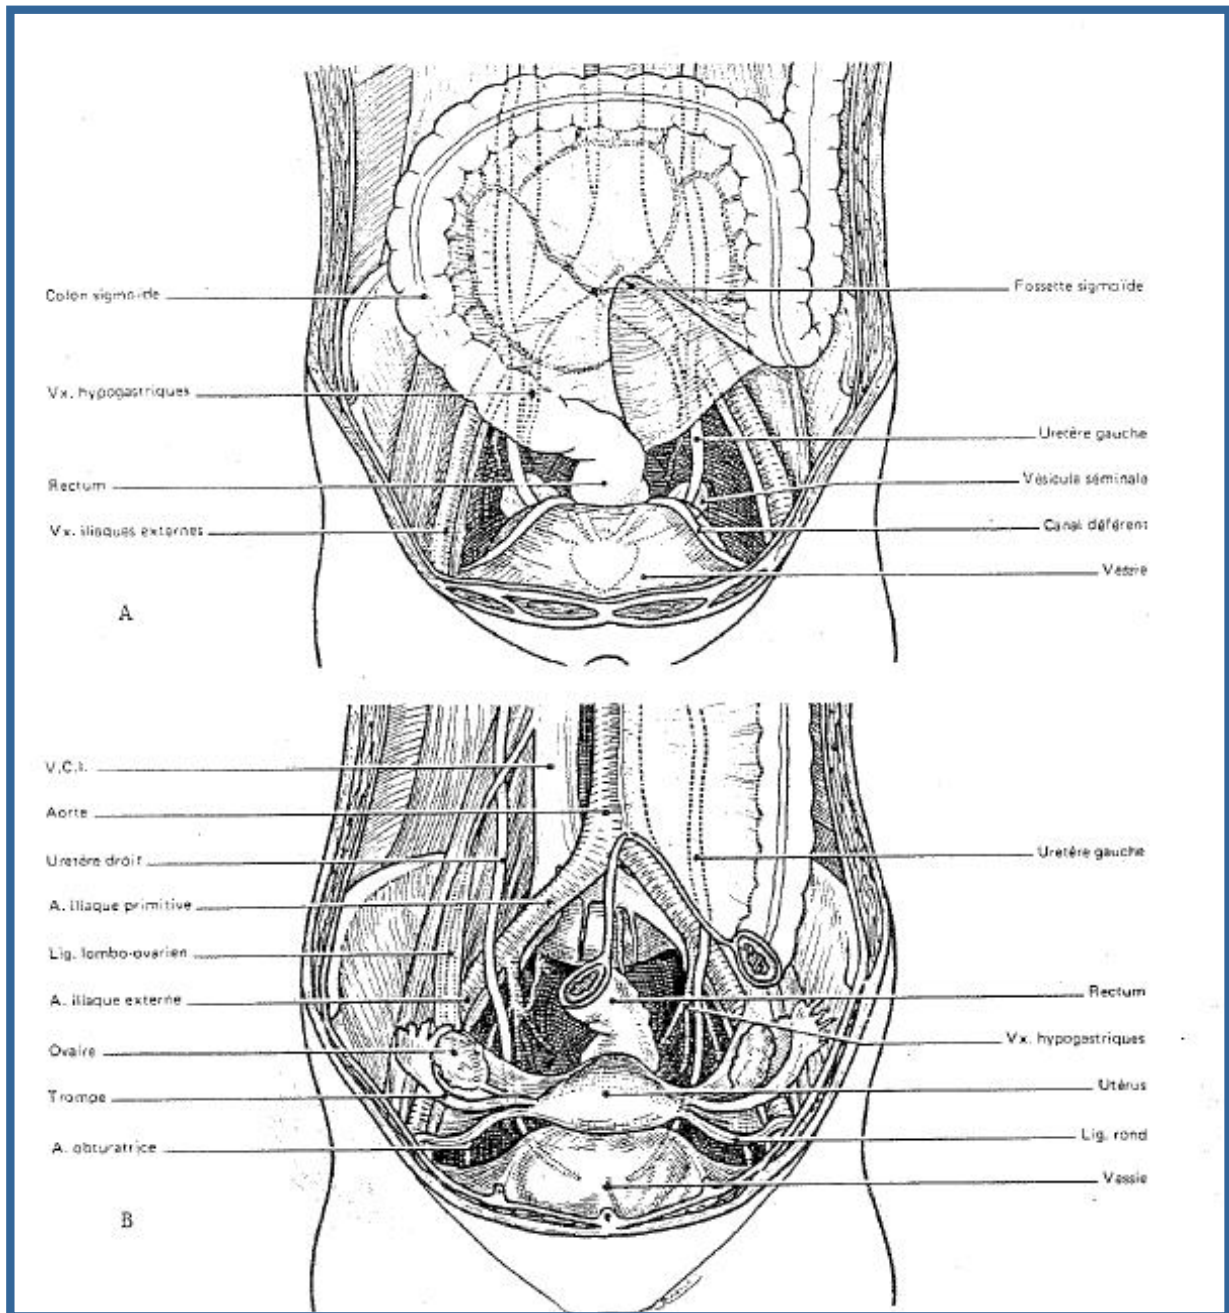 Colon sigmoïde
Fossette sigmoïde
Vx. hypogastriques
Uretère gauche
Rectum
Vésicule séminale
Vx. iliaques externes
Canal déférent
Vessie
A
V.C.I.
Aorte
Uretère droit
Uretère gauche
A. iliaque primitive
Lig. lombo-ovarien
A. iliaque externe
Rectum
Ovaire
Vx. hypogastriques
Trompe
Utérus
A. obturatrice
Lig. rond
Vassie
B